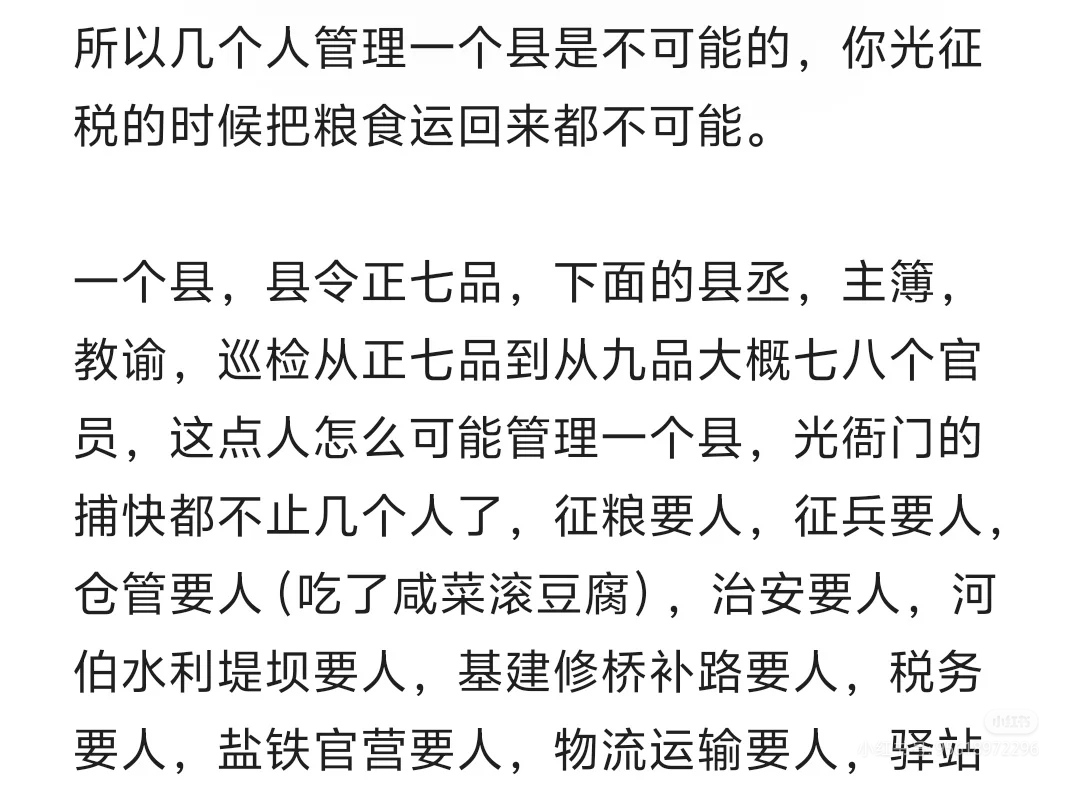 所以几个人管理一个县是不可能的，你光征
税的时候把粮食运回来都不可能。
一个县，县令正七品，下面的县丞，主簿，
教谕，巡检从正七品到从九品大概七八个官
员，这点人怎么可能管理一个县，光衙门的
捕快都不止几个人了，征粮要人，征兵要人，
仓管要人(吃了咸菜滚豆腐)，治安要人，河
伯水利堤坝要人，基建修桥补路要人，税务
要人，盐铁官营要人，物流运输要人，驿站
小红书